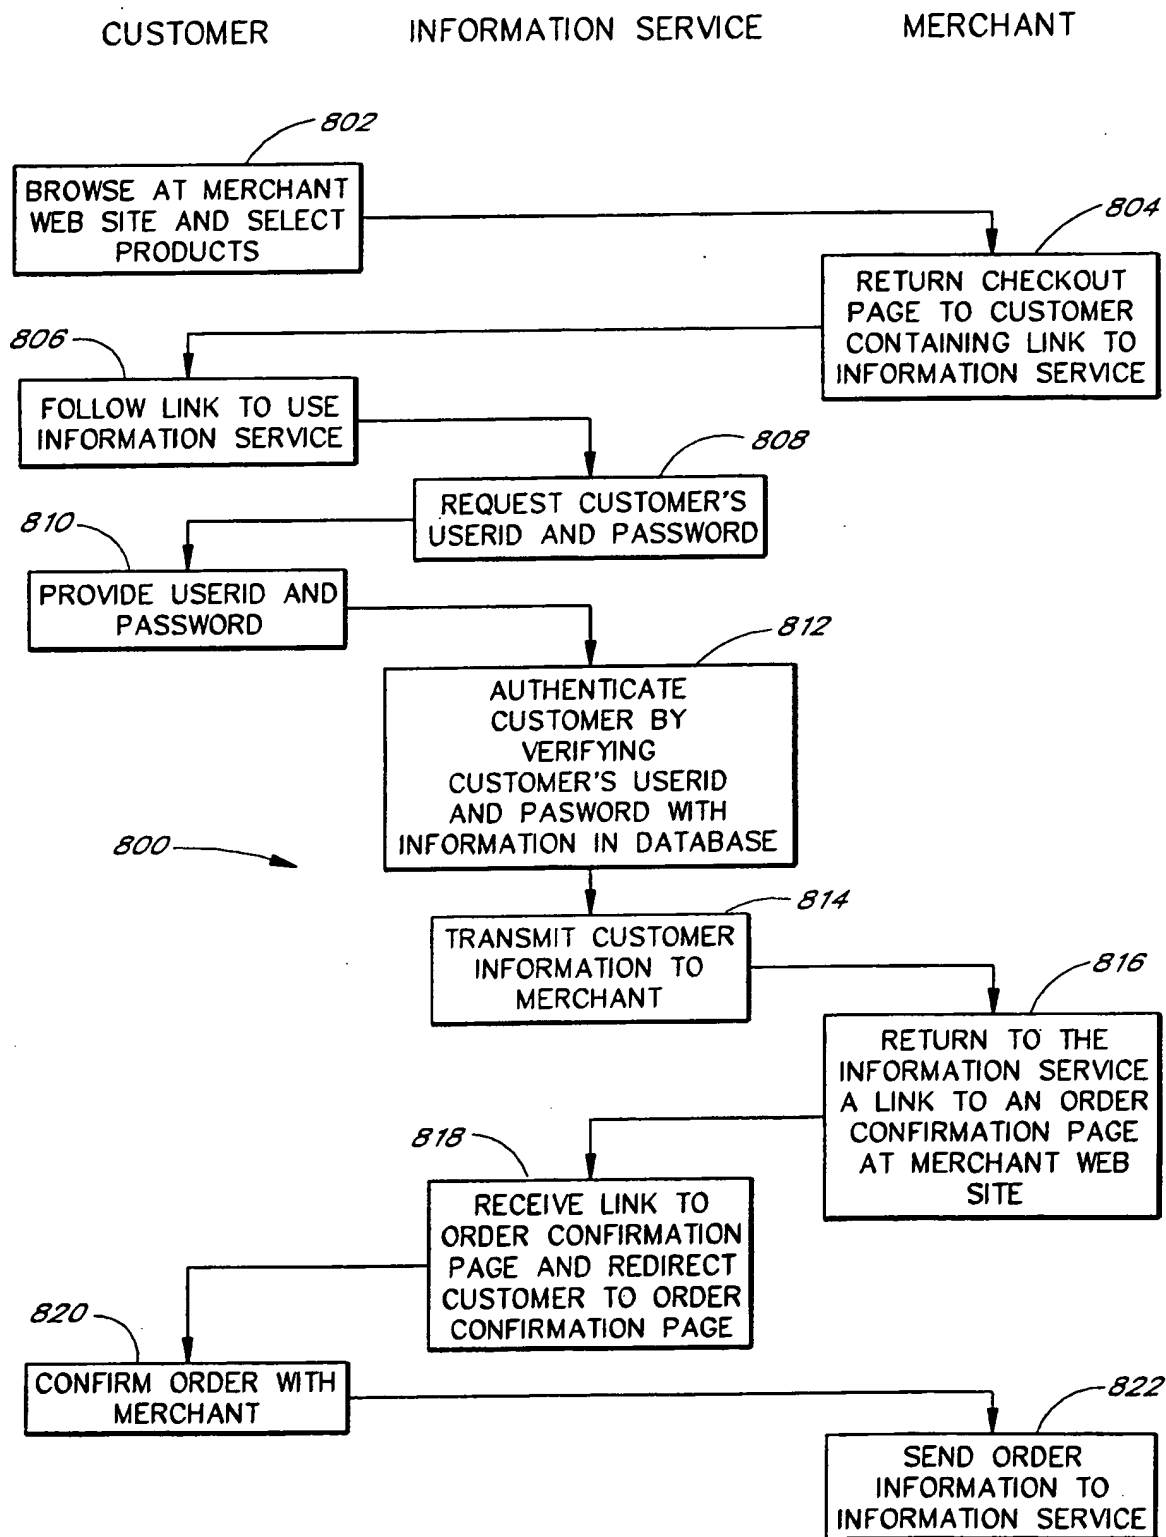 CUSTOMER INFORMATION SERVICE MERCHANT
802
BROWSE AT MERCHANT
WEB SITE AND SELECT
PRODUCTS
804
RETURN CHECKOUT
PAGE TO CUSTOMER
CONTAINING LINK TO
INFORMATION SERVICE
806
FOLLOW LINK TO USE
INFORMATION SERVICE
808
REQUEST CUSTOMER'S
USERID AND PASSWORD
810
PROVIDE USERID AND
PASSWORD
812
AUTHENTICATE
CUSTOMER BY
VERIFYING
CUSTOMER'S USERID
AND PASWORD WITH
INFORMATION IN DATABASE
800
814
TRANSMIT CUSTOMER
INFORMATION TO
MERCHANT
816
RETURN TO THE
INFORMATION SERVICE
A LINK TO AN ORDER
CONFIRMATION PAGE
AT MERCHANT WEB
SITE
818
RECEIVE LINK TO
ORDER CONFIRMATION
PAGE AND REDIRECT
CUSTOMER TO ORDER
CONFIRMATION PAGE
820
CONFIRM ORDER WITH
MERCHANT
822
SEND ORDER
INFORMATION TO
INFORMATION SERVICE